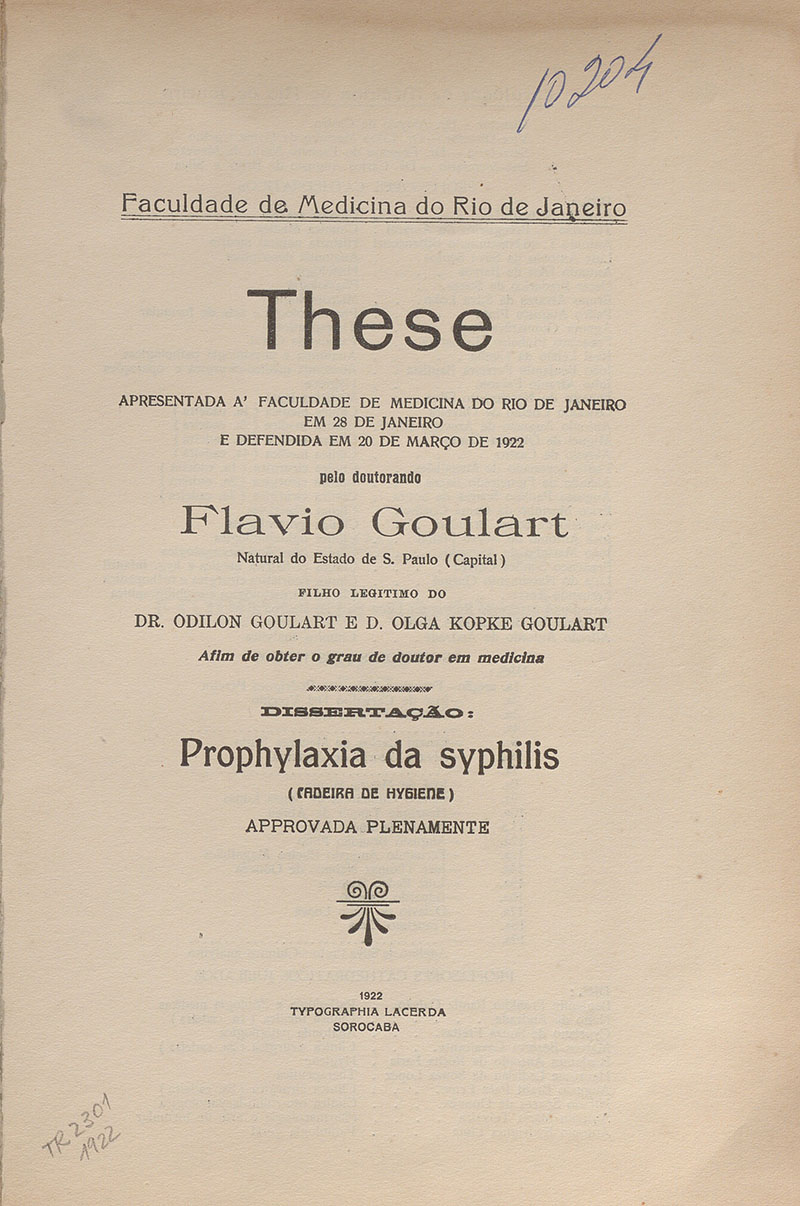 10204
Faculdade de Medicina do Rio de Janeiro
These
APRESENTADA A' FACULDADE DE MEDICINA DO RIO DE JANEIRO
EM 28 DE JANEIRO
E DEFENDIDA EM 20 DE MARÇO DE 1922
pelo doutorando
Flavio Goulart
Natural do Estado de S. Paulo (Capital)
FILHO LEGITIMO DO
DR. ODILON GOULART E D. OLGA KOPKE GOULART
Afim de obter o grau de doutor em medicina
DISSERTAÇÃO:
Prophylaxia da syphilis
(CADEIRA DE HYGIENE)
APPROVADA PLENAMENTE
1922
TYPOGRAPHIA LACERDA
SOROCABA
TR 2301
1922